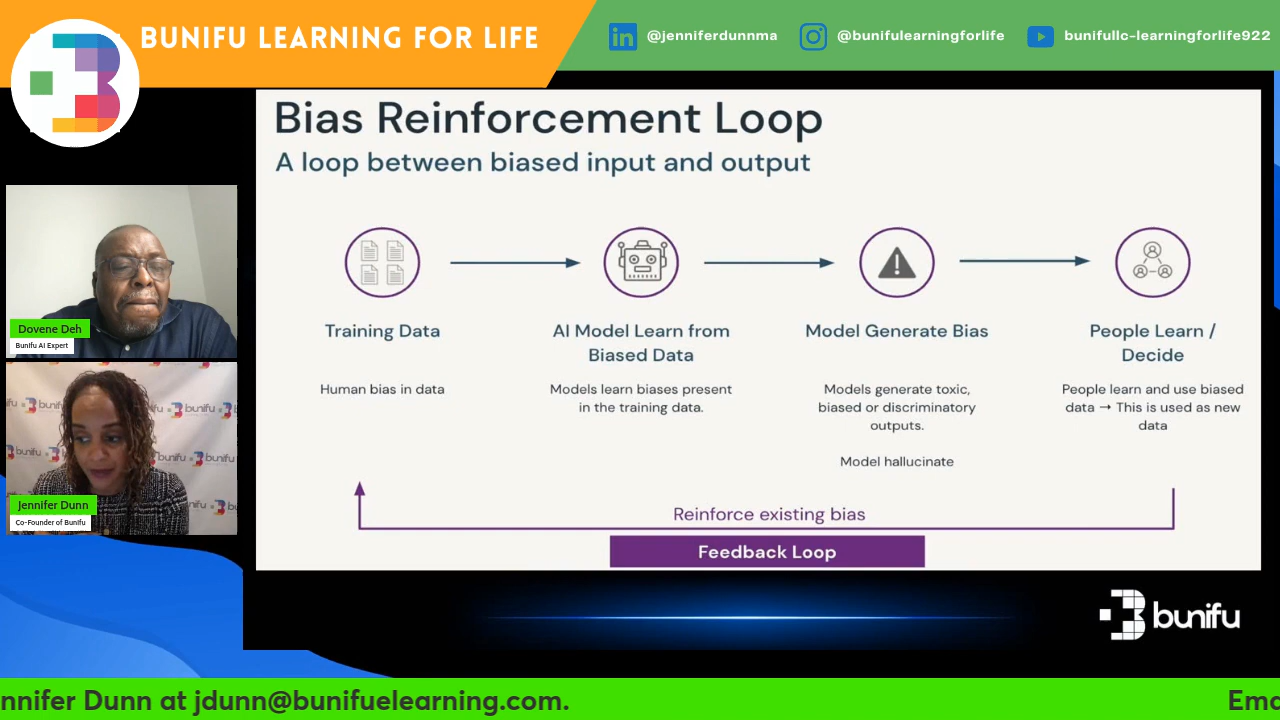 BUNIFU LEARNING FOR LIFE
@jenniferdunnma
@bunifulearningforlife
bunifullc-learningforlife922
Bias Reinforcement Loop
A loop between biased input and output
Training Data
Human bias in data
AI Model Learn from
Biased Data
Models learn biases present
in the training data.
Model Generate Bias
Models generate toxic,
biased or discriminatory
outputs.
Model hallucinate
People Learn /
Decide
People learn and use biased
data → This is used as new
data
Reinforce existing bias
Feedback Loop
Dovene Deh
Bunifu AI Expert
bunifu
bunifu
bunifu
Jennifer Dunn
Co-Founder of Bunifu
bunifu
nnifer Dunn at jdunn@bunifuelearning.com.
Ema